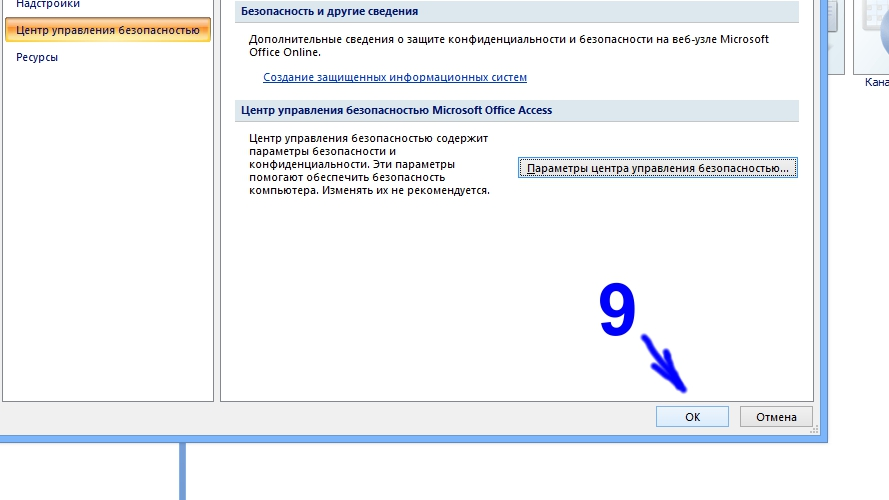 Надстройки
Центр управления безопасностью
Ресурсы
Безопасность и другие сведения
Дополнительные сведения о защите конфиденциальности и безопасности на веб-узле Microsoft
Office Online.
Создание защищенных информационных систем
Центр управления безопасностью Microsoft Office Access
Центр управления безопасностью содержит
параметры безопасности и
конфиденциальности. Эти параметры
помогают обеспечить безопасность
компьютера. Изменять их не рекомендуется.
Параметры центра управления безопасностью...
9
ОК
Отмена
Кана